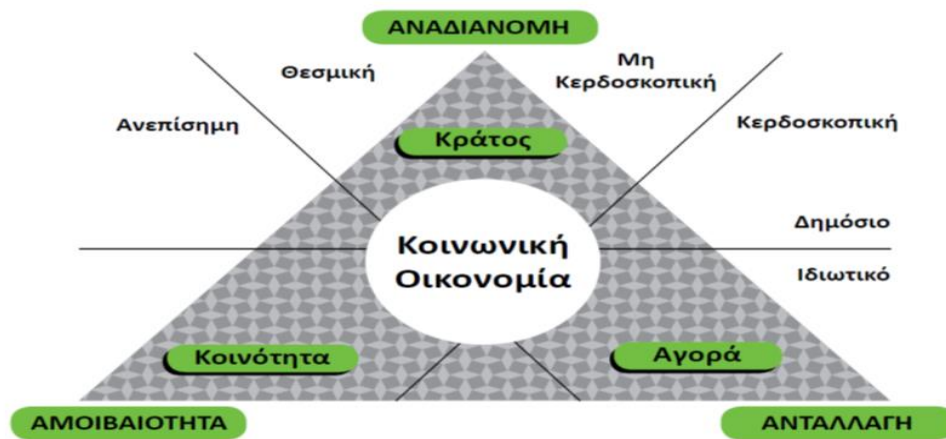 ΑΝΑΔΙΑΝΟΜΗ
Θεσμική
Μη
Κερδοσκοπική
Ανεπίσημη
Κερδοσκοπική
Κράτος
Δημόσιο
Κοινωνική
Οικονομία
Ιδιωτικό
Κοινότητα
Αγορά
ΑΜΟΙΒΑΙΟΤΗΤΑ
ΑΝΤΑΛΛΑΓΗ